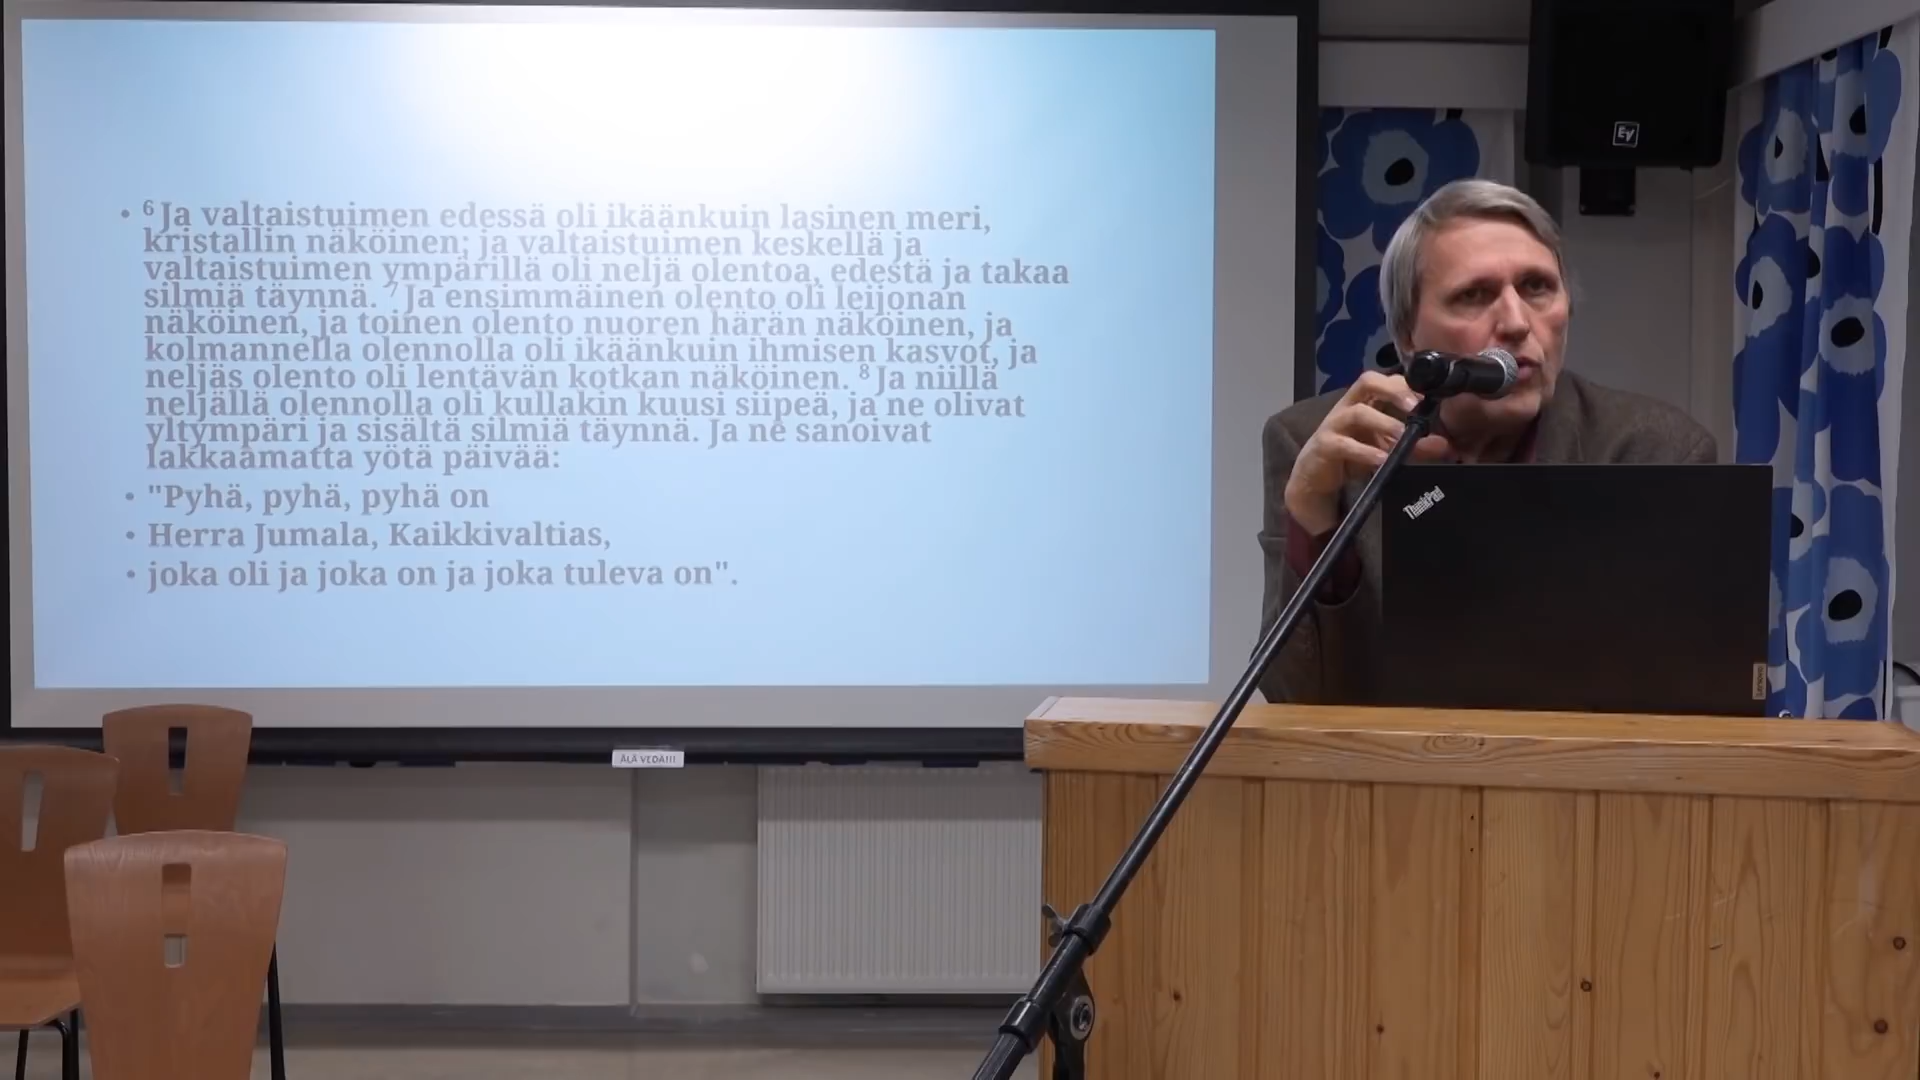 • ⁶ Ja valtaistuimen edessä oli ikäänkuin lasinen meri,
kristallin näköinen; ja valtaistuimen keskellä ja
valtaistuimen ympärillä oli neljä olentoa, edestä ja takaa
silmiä täynnä. ⁷ Ja ensimmäinen olento oli leijonan
näköinen, ja toinen olento nuoren härän näköinen, ja
kolmannella olennolla oli ikäänkuin ihmisen kasvot, ja
neljäs olento oli lentävän kotkan näköinen. ⁸ Ja niillä
neljällä olennolla oli kullakin kuusi siipeä, ja ne olivat
yltympäri ja sisältä silmiä täynnä. Ja ne sanoivat
lakkaamatta yötä päivää:
• "Pyhä, pyhä, pyhä on
• Herra Jumala, Kaikkivaltias,
• joka oli ja joka on ja joka tuleva on".
ÄLÄ VEDÄ!!!
EV
ThinkPad
Lenovo